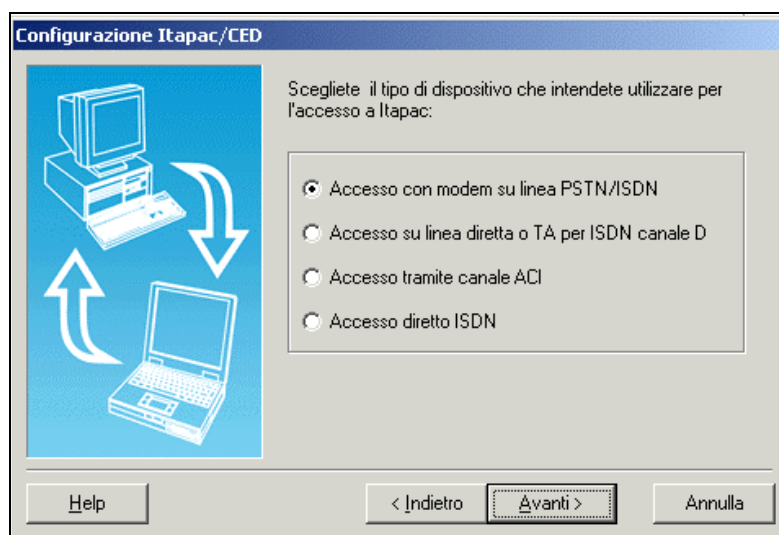 Configurazione Itapac/CED
Scegliete il tipo di dispositivo che intendete utilizzare per
l'accesso a Itapac:
Accesso con modem su linea PSTN/ISDN
Accesso su linea diretta o TA per ISDN canale D
Accesso tramite canale ACI
Accesso diretto ISDN
Help
< Indietro
Avanti >
Annulla